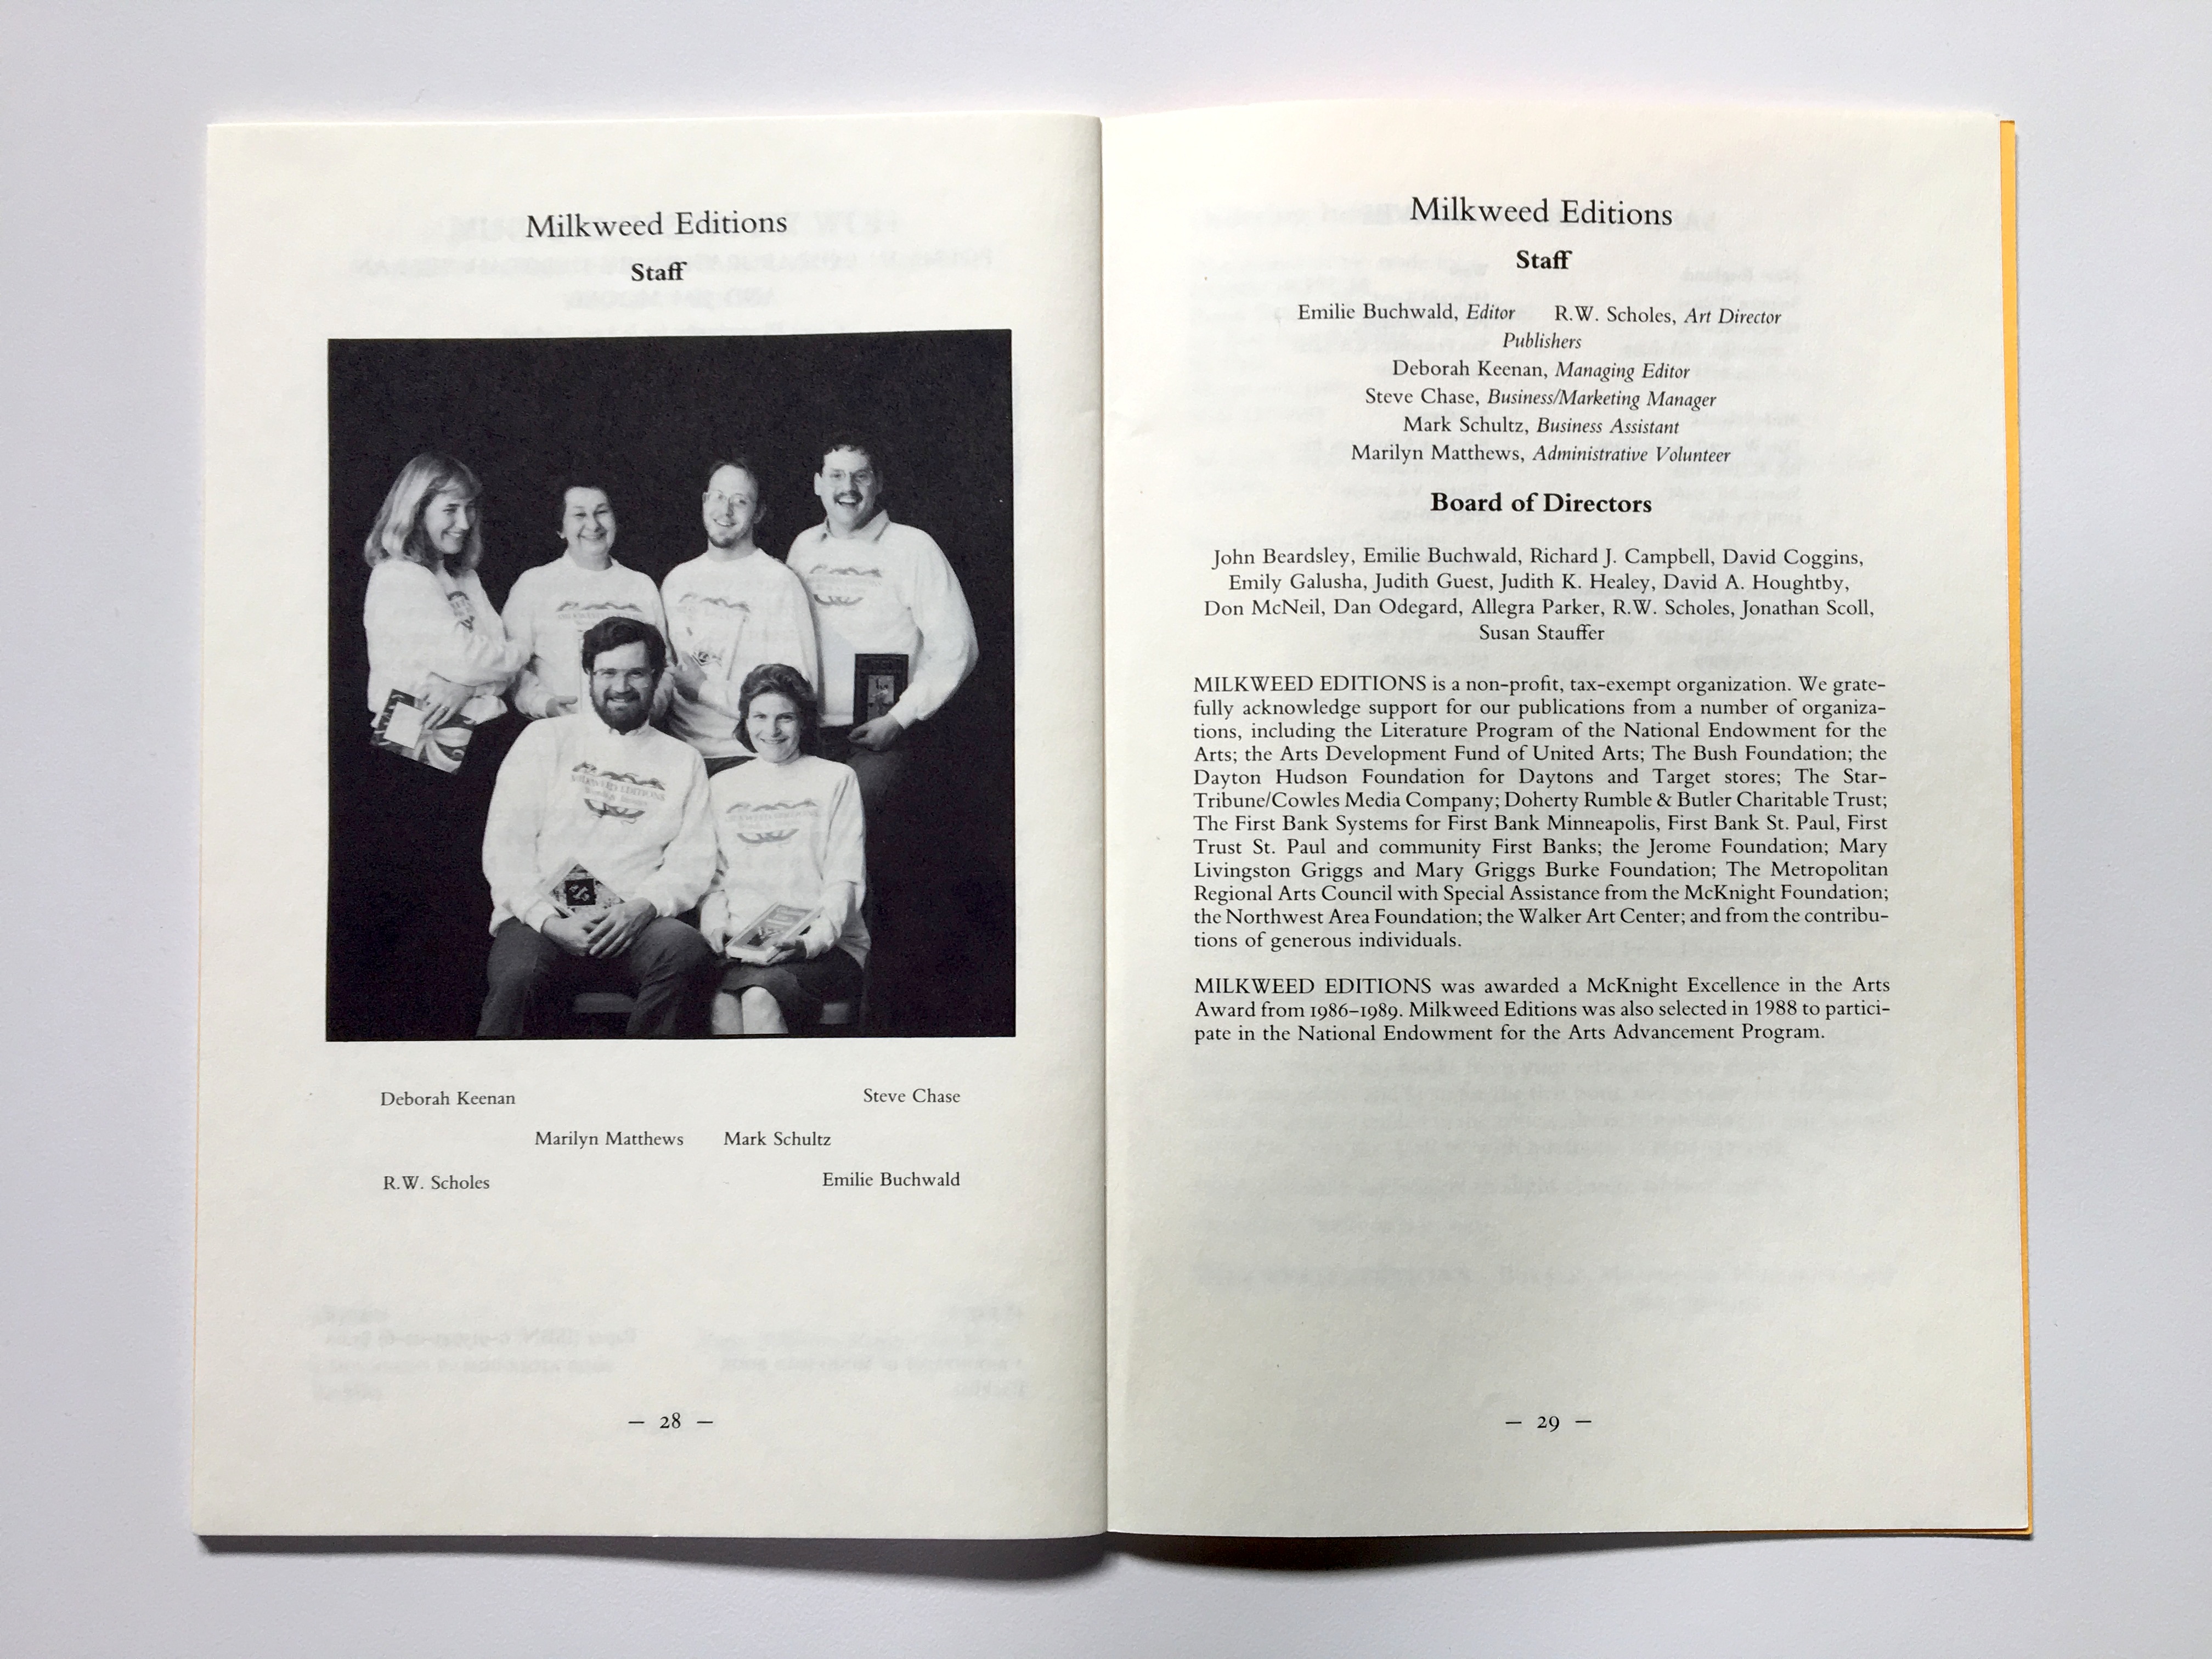 Milkweed Editions
Staff
Deborah Keenan Steve Chase
Marilyn Matthews Mark Schultz
R.W. Scholes Emilie Buchwald
— 28 —
Milkweed Editions
Staff
Emilie Buchwald, Editor R.W. Scholes, Art Director
Publishers
Deborah Keenan, Managing Editor
Steve Chase, Business/Marketing Manager
Mark Schultz, Business Assistant
Marilyn Matthews, Administrative Volunteer
Board of Directors
John Beardsley, Emilie Buchwald, Richard J. Campbell, David Coggins,
Emily Galusha, Judith Guest, Judith K. Healey, David A. Houghtby,
Don McNeil, Dan Odegard, Allegra Parker, R.W. Scholes, Jonathan Scoll,
Susan Stauffer
MILKWEED EDITIONS is a non-profit, tax-exempt organization. We grate-
fully acknowledge support for our publications from a number of organiza-
tions, including the Literature Program of the National Endowment for the
Arts; the Arts Development Fund of United Arts; The Bush Foundation; the
Dayton Hudson Foundation for Daytons and Target stores; The Star-
Tribune/Cowles Media Company; Doherty Rumble & Butler Charitable Trust;
The First Bank Systems for First Bank Minneapolis, First Bank St. Paul, First
Trust St. Paul and community First Banks; the Jerome Foundation; Mary
Livingston Griggs and Mary Griggs Burke Foundation; The Metropolitan
Regional Arts Council with Special Assistance from the McKnight Foundation;
the Northwest Area Foundation; the Walker Art Center; and from the contribu-
tions of generous individuals.
MILKWEED EDITIONS was awarded a McKnight Excellence in the Arts
Award from 1986–1989. Milkweed Editions was also selected in 1988 to partici-
pate in the National Endowment for the Arts Advancement Program.
— 29 —